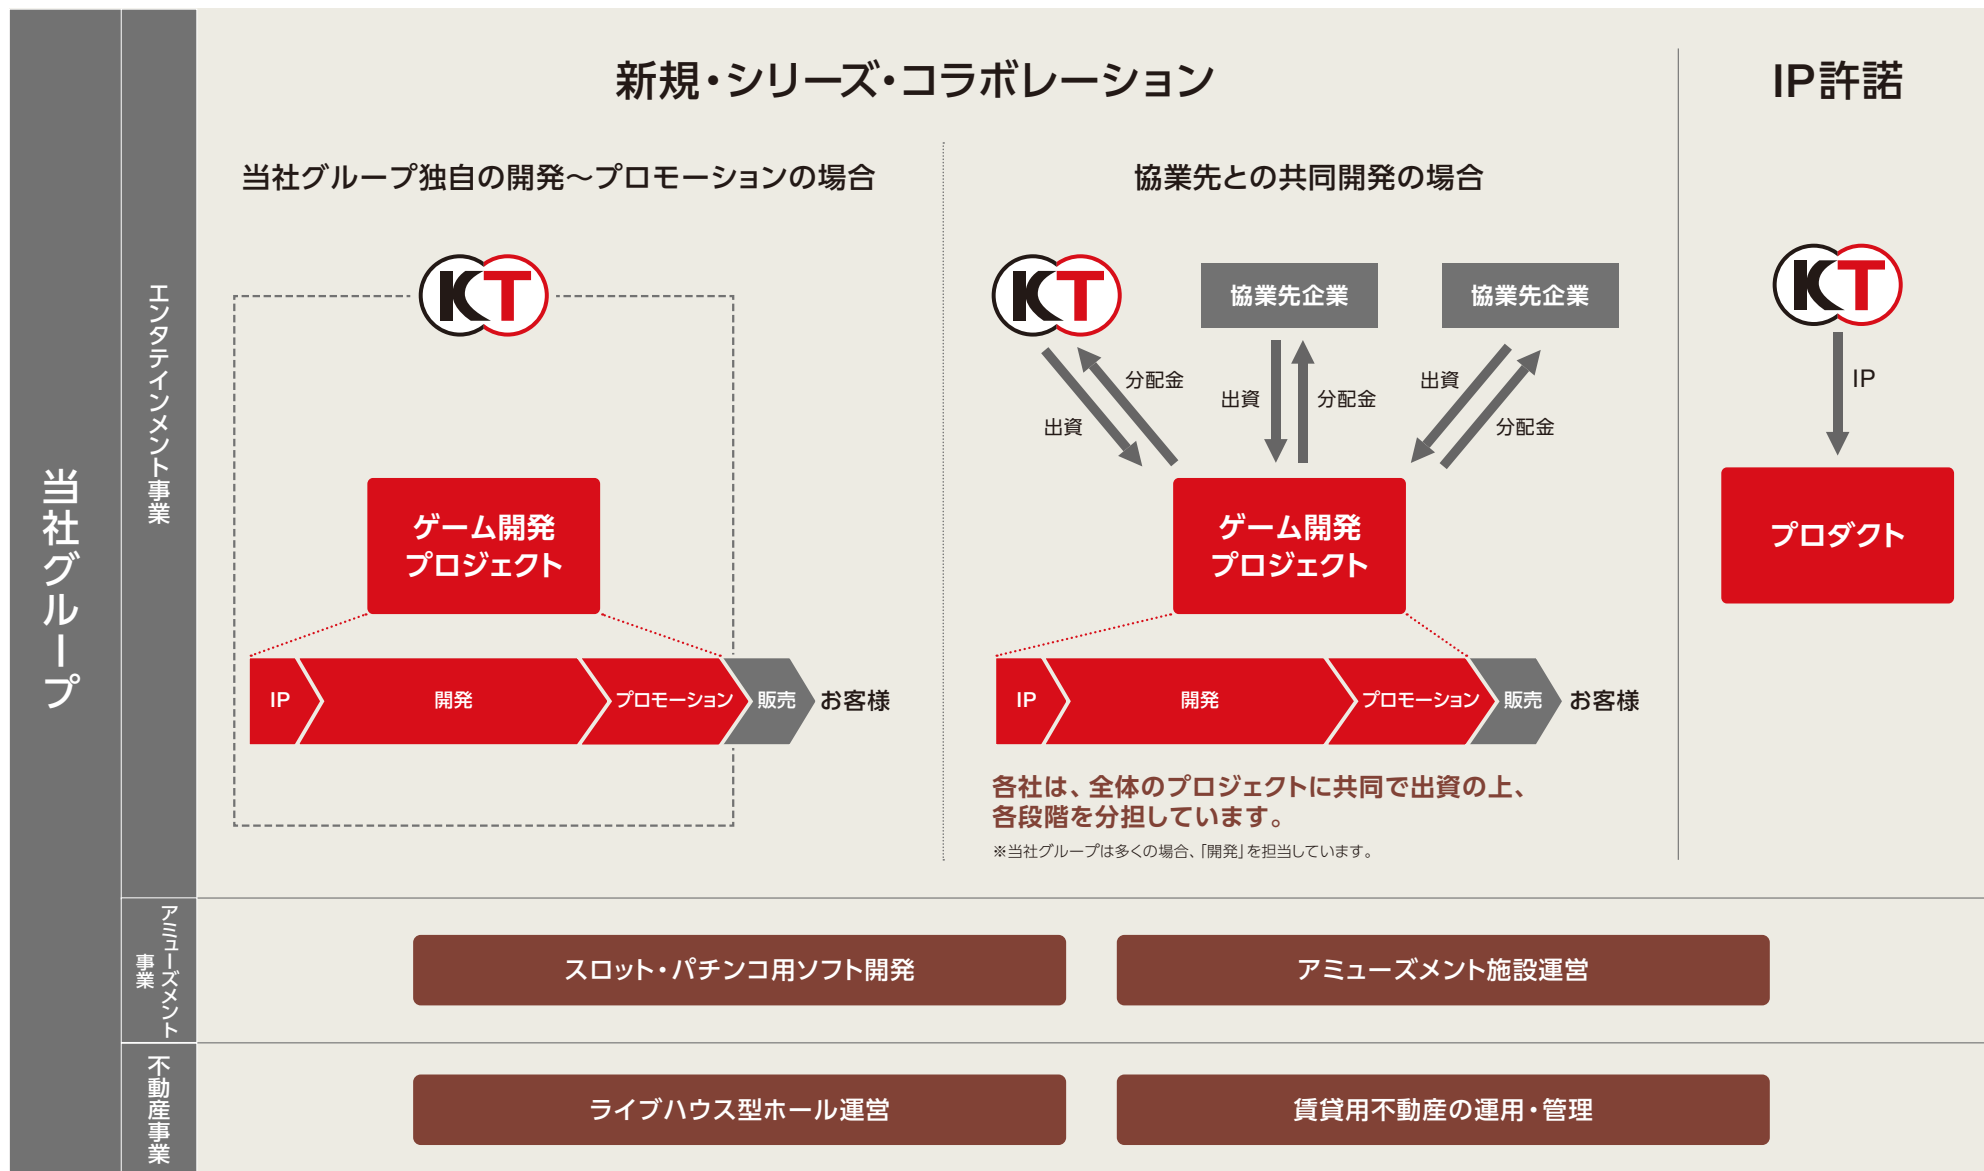 当社グループ
エンタテインメント事業
新規・シリーズ・コラボレーション
当社グループ独自の開発～プロモーションの場合
KT
ゲーム開発
プロジェクト
IP
開発
プロモーション
販売
お客様
協業先との共同開発の場合
KT
協業先企業
協業先企業
出資
分配金
出資
分配金
出資
分配金
ゲーム開発
プロジェクト
IP
開発
プロモーション
販売
お客様
各社は、全体のプロジェクトに共同で出資の上、
各段階を分担しています。
※当社グループは多くの場合、「開発」を担当しています。
IP許諾
KT
IP
プロダクト
アミューズメント
事業
スロット・パチンコ用ソフト開発
アミューズメント施設運営
不動産事業
ライブハウス型ホール運営
賃貸用不動産の運用・管理